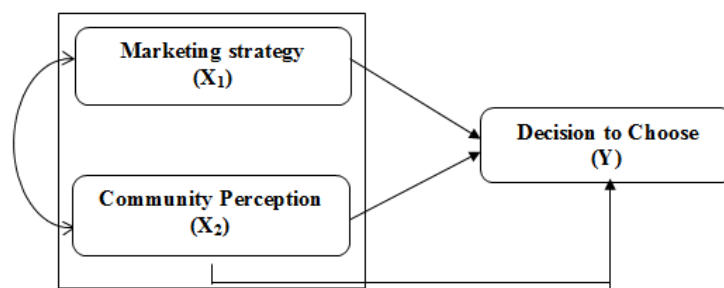 Marketing strategy
(X₁)
Decision to Choose
(Y)
Community Perception
(X₂)